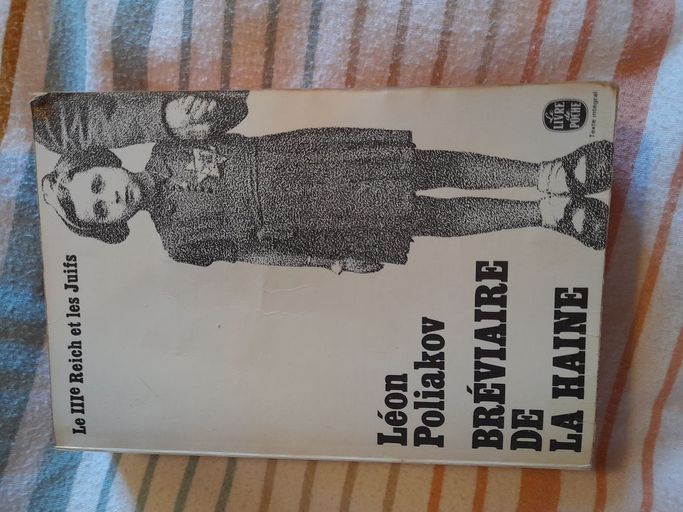 Le IIIe Reich et les Juifs
Léon
Poliakov
BRÉVIAIRE
DE
LA HAINE
Le
LIVRE
de
POCHE
Texte intégral